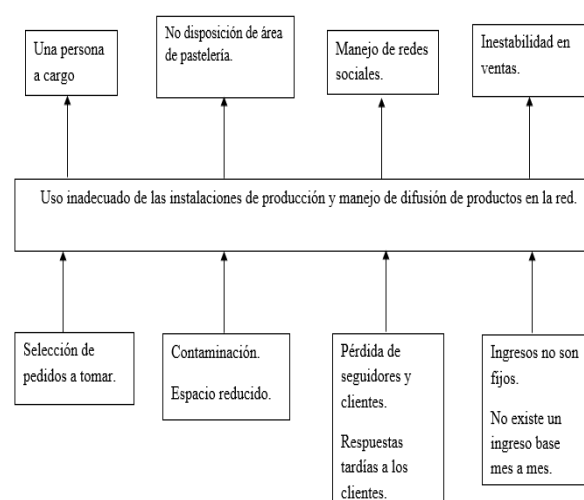 Una persona
a cargo
No disposición de área
de pastelería.
Manejo de redes
sociales.
Inestabilidad en
ventas.
Uso inadecuado de las instalaciones de producción y manejo de difusión de productos en la red.
Selección de
pedidos a tomar.
Contaminación.
Espacio reducido.
Pérdida de
seguidores y
clientes.
Respuestas
tardías a los
clientes.
Ingresos no son
fijos.
No existe un
ingreso base
mes a mes.